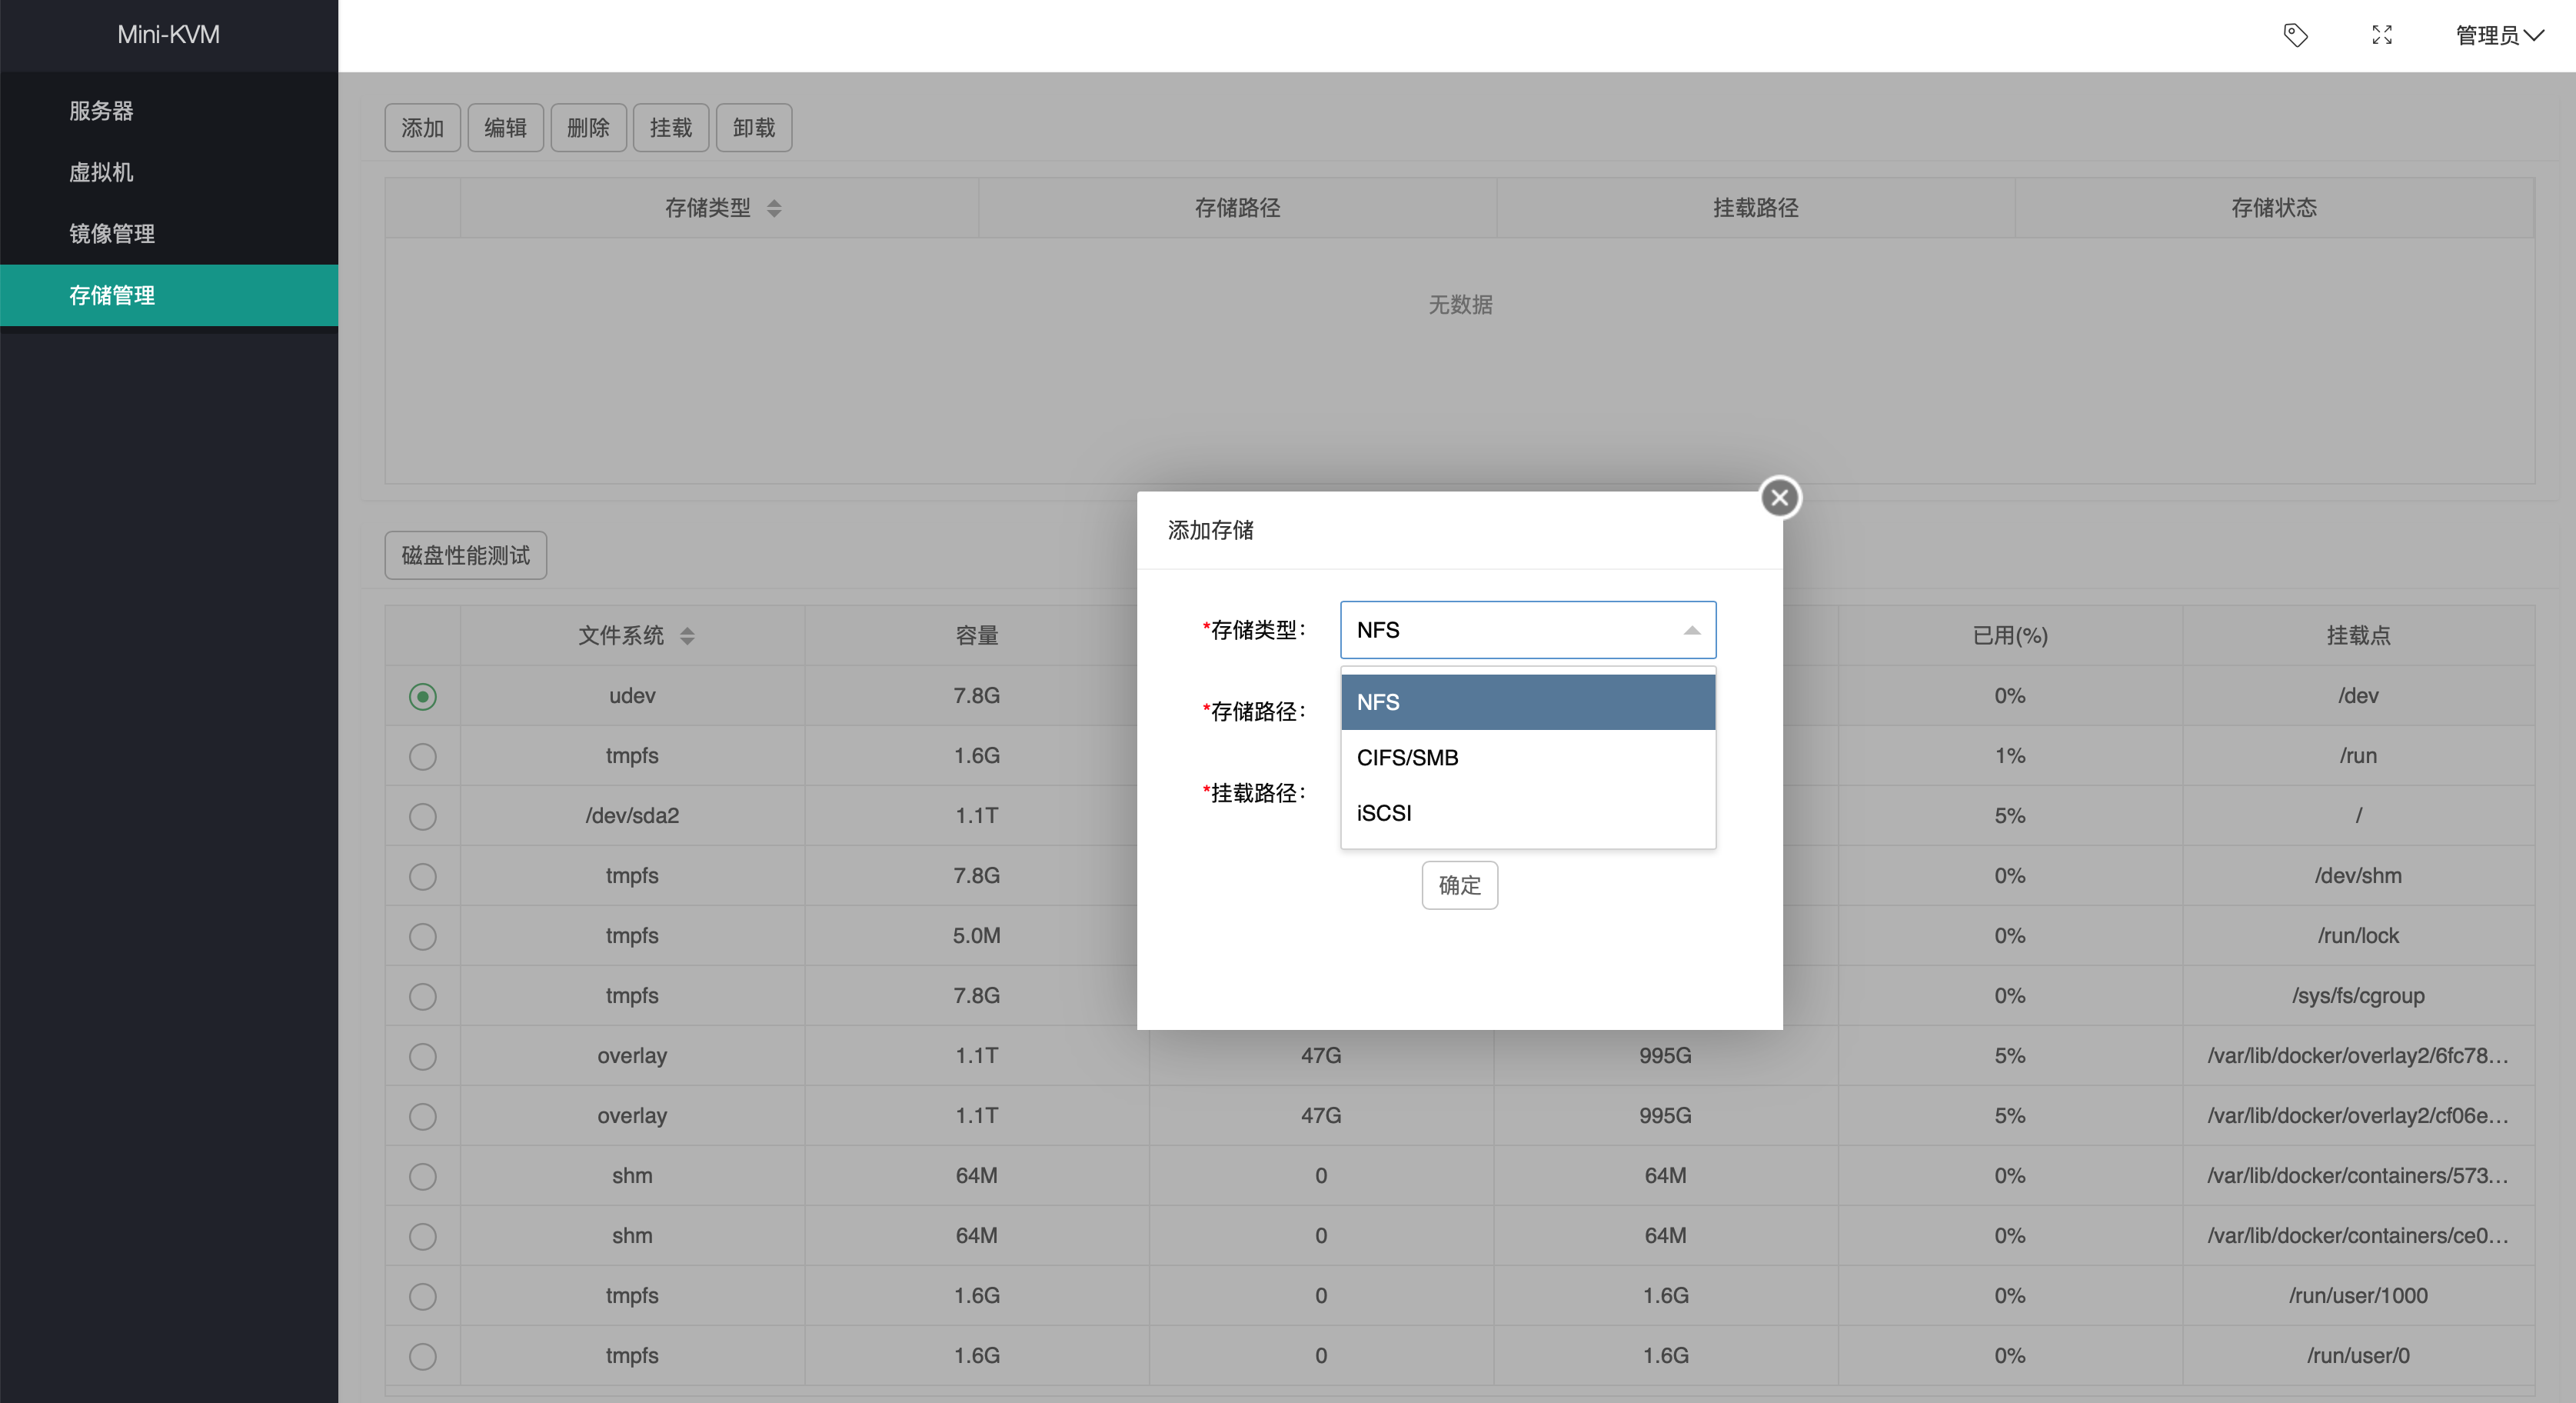 Mini-KVM
管理员
服务器
虚拟机
镜像管理
存储管理
添加 编辑 删除 挂载 卸载
存储类型 存储路径 挂载路径 存储状态
无数据
磁盘性能测试
添加存储
*存储类型： NFS
NFS
*存储路径：
CIFS/SMB
*挂载路径：
iSCSI
确定
文件系统 容量 已用(%) 挂载点
udev 7.8G 0% /dev
tmpfs 1.6G 1% /run
/dev/sda2 1.1T 5% /
tmpfs 7.8G 0% /dev/shm
tmpfs 5.0M 0% /run/lock
tmpfs 7.8G 0% /sys/fs/cgroup
overlay 1.1T 47G 995G 5% /var/lib/docker/overlay2/6fc78...
overlay 1.1T 47G 995G 5% /var/lib/docker/overlay2/cf06e...
shm 64M 0 64M 0% /var/lib/docker/containers/573...
shm 64M 0 64M 0% /var/lib/docker/containers/ce0...
tmpfs 1.6G 0 1.6G 0% /run/user/1000
tmpfs 1.6G 0 1.6G 0% /run/user/0